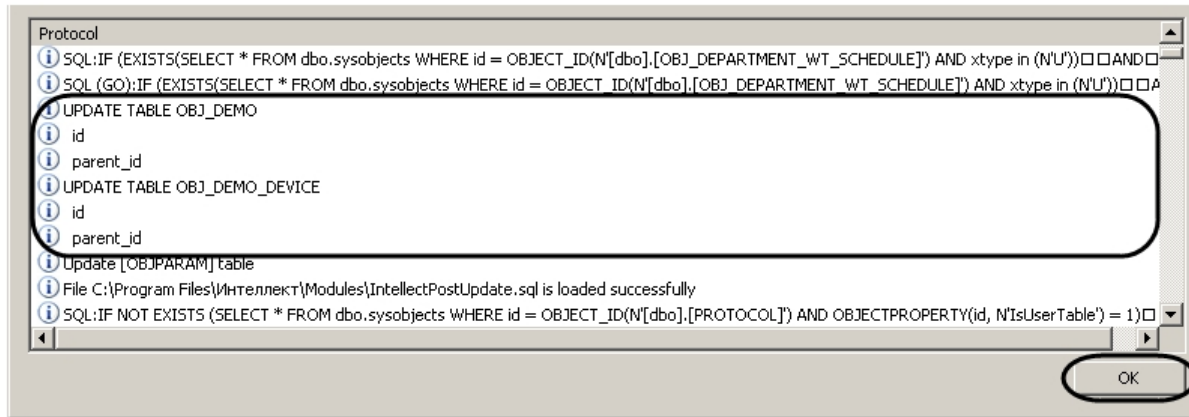 Protocol
SQL:IF (EXISTS(SELECT * FROM dbo.sysobjects WHERE id = OBJECT_ID(N'[dbo].[OBJ_DEPARTMENT_WT_SCHEDULE]') AND xtype in (N'U'))□□AND□
SQL (GO):IF (EXISTS(SELECT * FROM dbo.sysobjects WHERE id = OBJECT_ID(N'[dbo].[OBJ_DEPARTMENT_WT_SCHEDULE]') AND xtype in (N'U'))□□A
UPDATE TABLE OBJ_DEMO
id
parent_id
UPDATE TABLE OBJ_DEMO_DEVICE
id
parent_id
Update [OBJPARAM] table
File C:\Program Files\Интеллект\Modules\IntellectPostUpdate.sql is loaded successfully
SQL:IF NOT EXISTS (SELECT * FROM dbo.sysobjects WHERE id = OBJECT_ID(N'[dbo].[PROTOCOL]') AND OBJECTPROPERTY(id, N'IsUserTable') = 1)□
OK